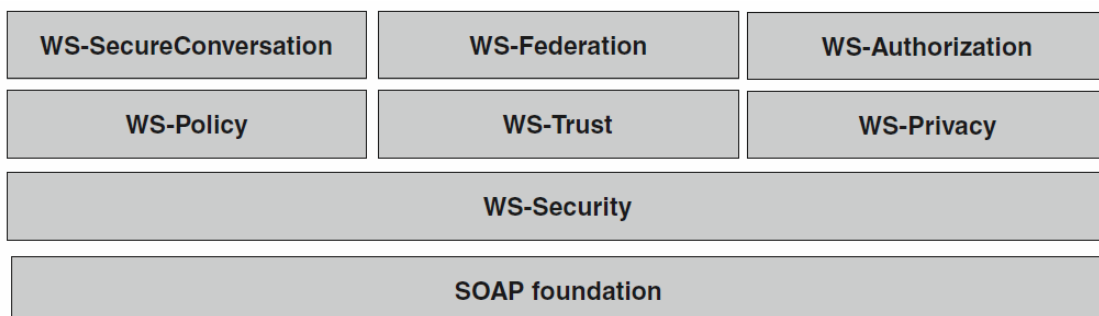 WS-SecureConversation
WS-Federation
WS-Authorization
WS-Policy
WS-Trust
WS-Privacy
WS-Security
SOAP foundation